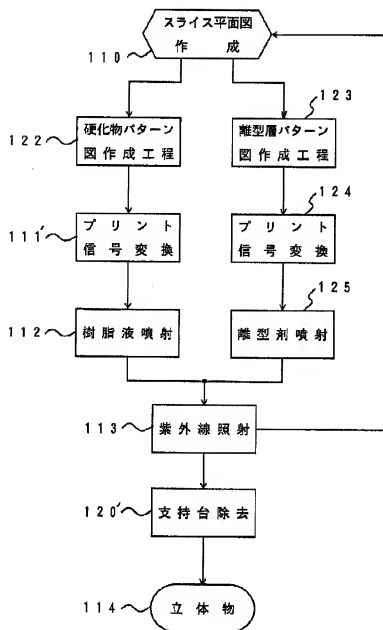 スライス平面図
作 成
110
122
硬化物パターン
図作成工程
123
離型層パターン
図作成工程
111′
プリント
信号変換
124
プリント
信号変換
112
樹脂液噴射
125
離型剤噴射
113
紫外線照射
120′
支持台除去
114
立体物